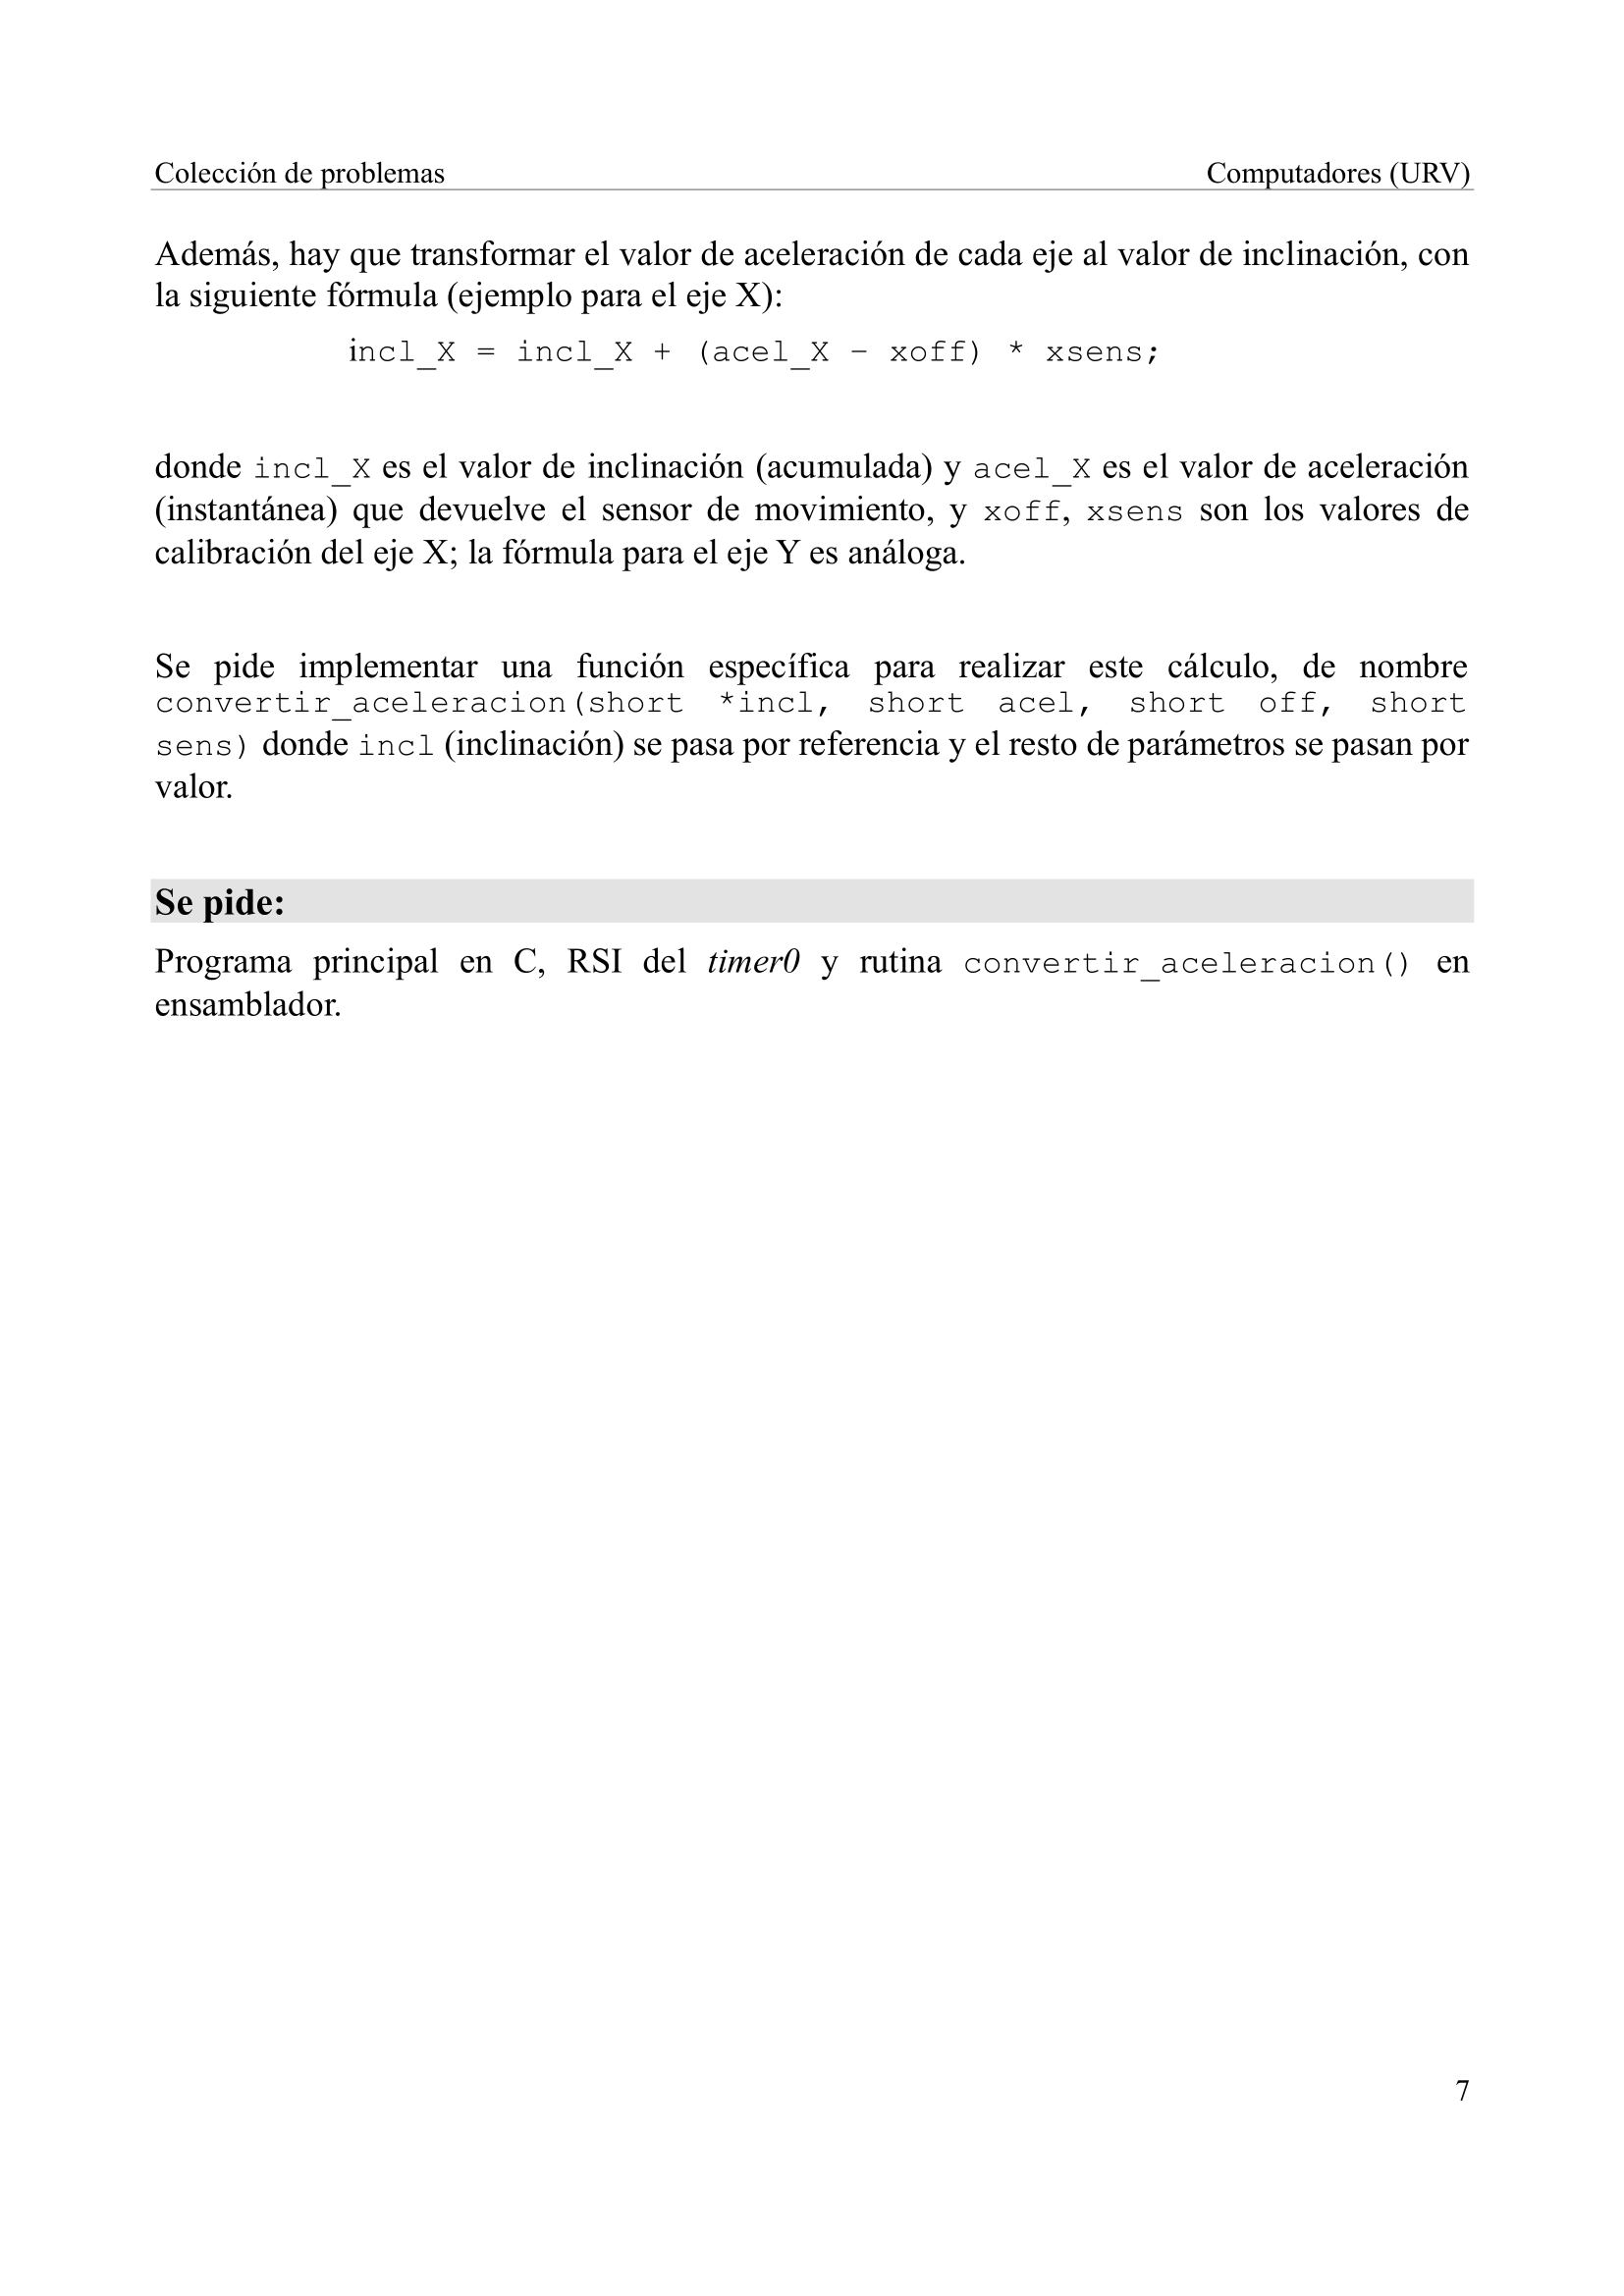 Colección de problemas
Computadores (URV)
Además, hay que transformar el valor de aceleración de cada eje al valor de inclinación, con
la siguiente fórmula (ejemplo para el eje X):
incl_X = incl_X + (acel_X – xoff) * xsens;
donde incl_X es el valor de inclinación (acumulada) y acel_X es el valor de aceleración
(instantánea) que devuelve el sensor de movimiento, y xoff, xsens son los valores de
calibración del eje X; la fórmula para el eje Y es análoga.
Se pide implementar una función específica para realizar este cálculo, de nombre
convertir_aceleracion(short *incl, short acel, short off, short
sens) donde incl (inclinación) se pasa por referencia y el resto de parámetros se pasan por
valor.
Se pide:
Programa principal en C, RSI del timer0 y rutina convertir_aceleracion() en
ensamblador.
7